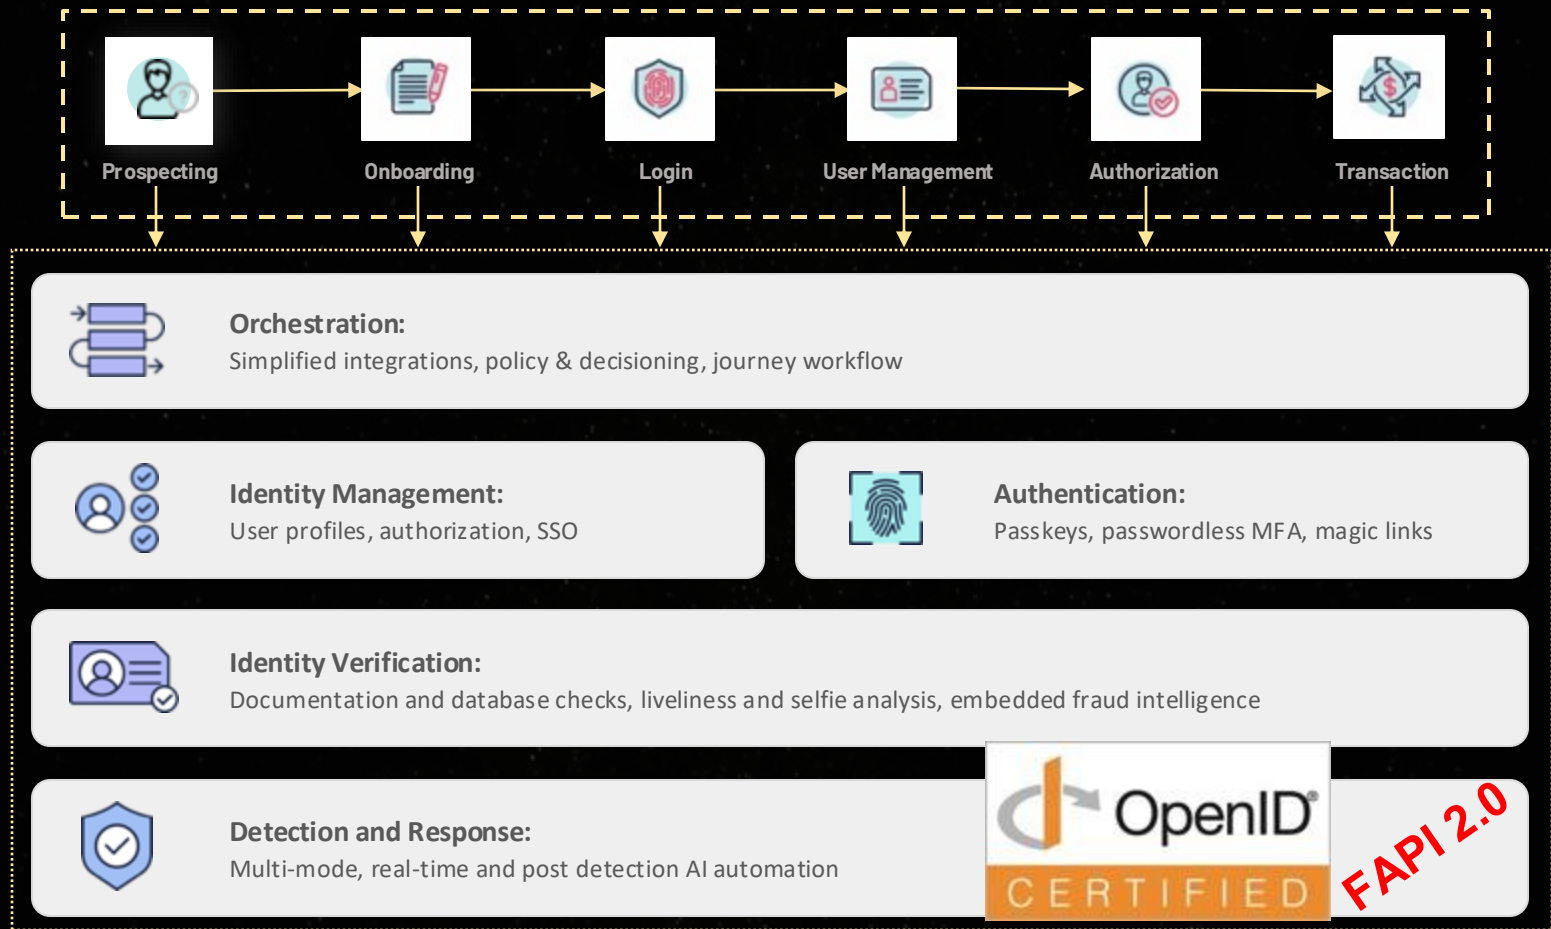 Prospecting
Onboarding
Login
User Management
Authorization
Transaction
Orchestration:
Simplified integrations, policy & decisioning, journey workflow
Identity Management:
User profiles, authorization, SSO
Authentication:
Passkeys, passwordless MFA, magic links
Identity Verification:
Documentation and database checks, liveliness and selfie analysis, embedded fraud intelligence
Detection and Response:
Multi-mode, real-time and post detection AI automation
OpenID®
CERTIFIED
FAPI 2.0